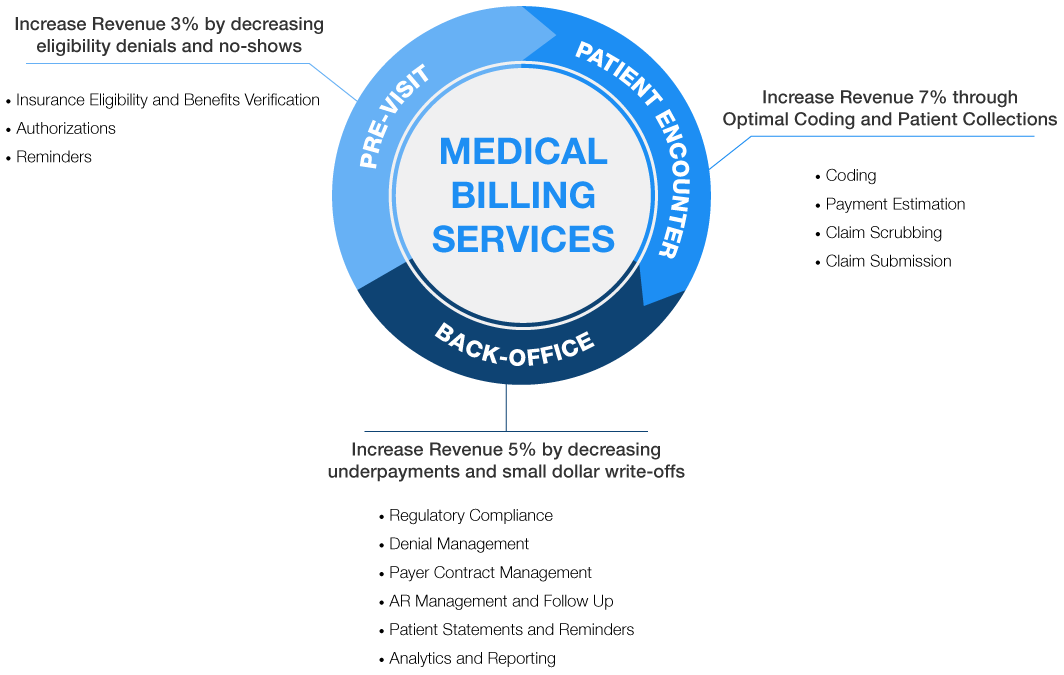 Increase Revenue 3% by decreasing
eligibility denials and no-shows
• Insurance Eligibility and Benefits Verification
• Authorizations
• Reminders
PRE-VISIT
PATIENT ENCOUNTER
BACK-OFFICE
MEDICAL
BILLING
SERVICES
Increase Revenue 7% through
Optimal Coding and Patient Collections
• Coding
• Payment Estimation
• Claim Scrubbing
• Claim Submission
Increase Revenue 5% by decreasing
underpayments and small dollar write-offs
• Regulatory Compliance
• Denial Management
• Payer Contract Management
• AR Management and Follow Up
• Patient Statements and Reminders
• Analytics and Reporting